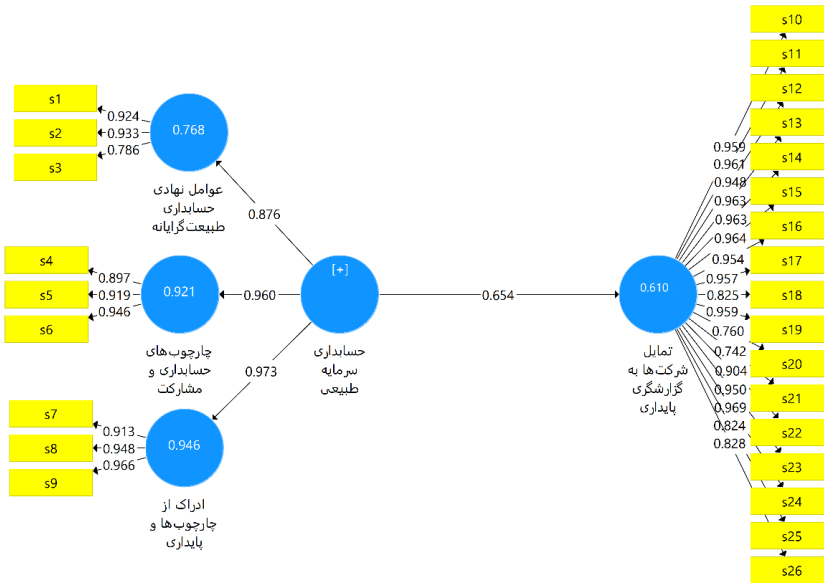 s1
s2
s3
0.924
0.933
0.786
0.768
عوامل نهادی
حسابداری
طبیعت‌گرایانه
0.876
s4
s5
s6
0.897
0.919
0.946
0.921
چارچوب‌های
حسابداری و
مشارکت
0.960
s7
s8
s9
0.913
0.948
0.966
0.946
ادراک از
چارچوب‌ها و
پایداری
0.973
[+]
حسابداری
سرمایه
طبیعی
0.654
0.610
تمایل
شرکت‌ها به
گزارشگری
پایداری
0.959
0.961
0.948
0.963
0.963
0.964
0.954
0.957
0.825
0.959
0.760
0.742
0.904
0.950
0.969
0.824
0.828
s10
s11
s12
s13
s14
s15
s16
s17
s18
s19
s20
s21
s22
s23
s24
s25
s26